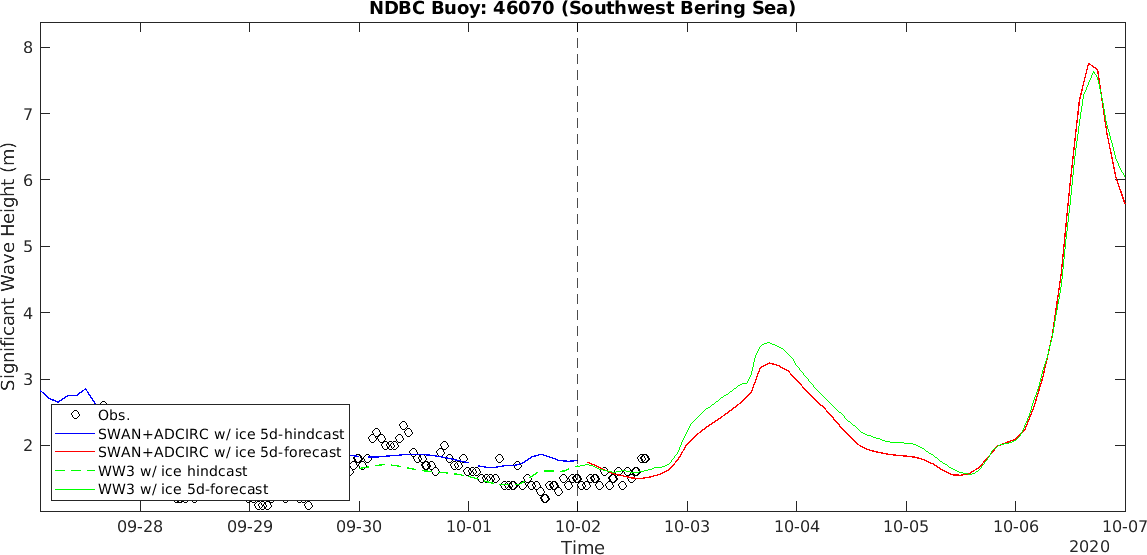 NDBC Buoy: 46070 (Southwest Bering Sea)
Significant Wave Height (m)
8
7
6
5
4
3
2
Obs.
SWAN+ADCIRC w/ ice 5d-hindcast
SWAN+ADCIRC w/ ice 5d-forecast
WW3 w/ ice hindcast
WW3 w/ ice 5d-forecast
09-28 09-29 09-30 10-01 10-02 10-03 10-04 10-05 10-06 10-07
Time
2020